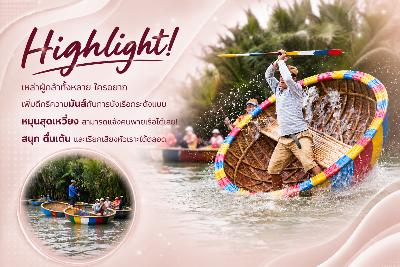 Highlight!
เหล่าผู้กล้าทั้งหลาย ใครอยาก
เพิ่มดีกรีความมันส์กับการนั่งเรือกระด้งแบบ
หมุนสุดเหวี่ยง สามารถแจ้งคนพายเรือได้เลย!
สนุก ตื่นเต้น และเรียกเสียงหัวเราะได้ตลอด